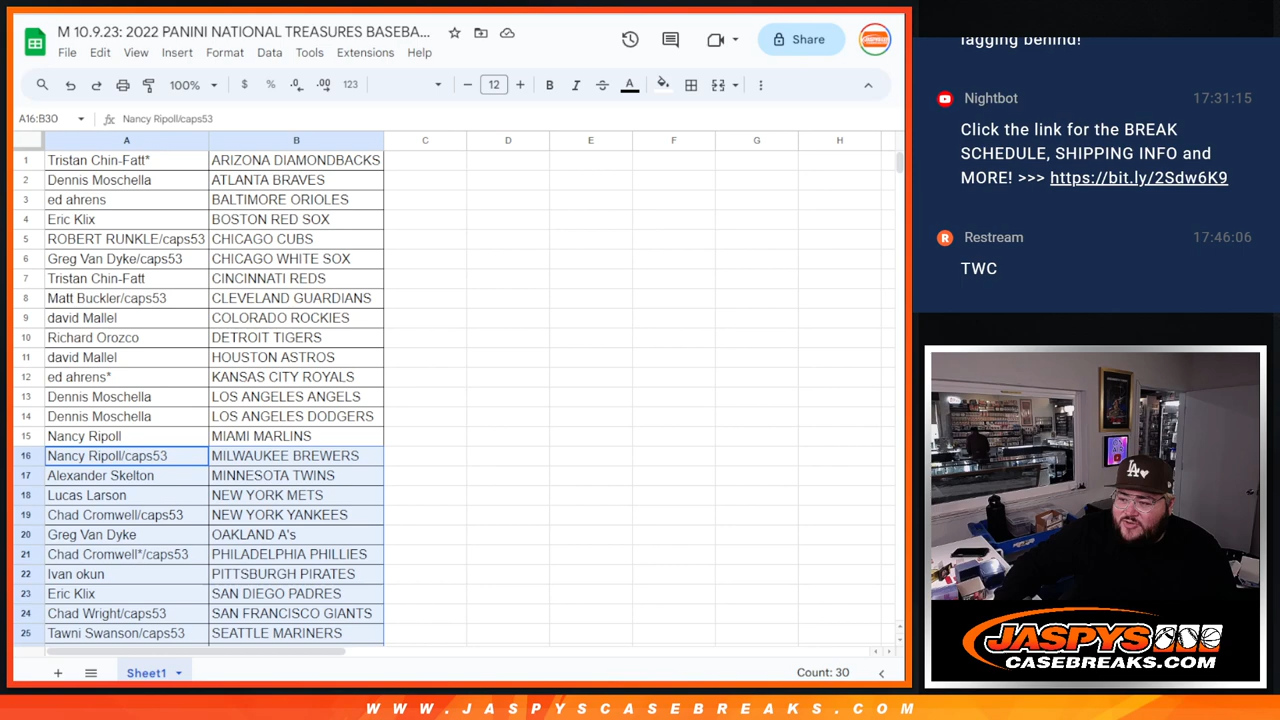 M 10.9.23: 2022 PANINI NATIONAL TREASURES BASEBA...
File Edit View Format Data Tools Extensions Help
Share
100% $ % .0 .00 123 12 B I A
A16:B30 fx Nancy Ripoll/caps53
A B C D E F G H
1 Tristan Chin-Fatt* ARIZONA DIAMONDBACKS
2 Dennis Moschella ATLANTA BRAVES
3 ed ahrens BALTIMORE ORIOLES
4 Eric Klix BOSTON RED SOX
5 ROBERT RUNKLE/caps53 CHICAGO CUBS
6 Greg Van Dyke/caps53 CHICAGO WHITE SOX
7 Tristan Chin-Fatt CINCINNATI REDS
8 Matt Buckler/caps53 CLEVELAND GUARDIANS
9 david Mallel COLORADO ROCKIES
10 Richard Orozco DETROIT TIGERS
11 david Mallel HOUSTON ASTROS
12 ed ahrens* KANSAS CITY ROYALS
13 Dennis Moschella LOS ANGELES ANGELS
14 Dennis Moschella LOS ANGELES DODGERS
15 Nancy Ripoll MIAMI MARLINS
16 Nancy Ripoll/caps53 MILWAUKEE BREWERS
17 Alexander Skelton MINNESOTA TWINS
18 Lucas Larson NEW YORK METS
19 Chad Cromwell/caps53 NEW YORK YANKEES
20 Greg Van Dyke OAKLAND A's
21 Chad Cromwell*/caps53 PHILADELPHIA PHILLIES
22 Ivan okun PITTSBURGH PIRATES
23 Eric Klix SAN DIEGO PADRES
24 Chad Wright/caps53 SAN FRANCISCO GIANTS
25 Tawni Swanson/caps53 SEATTLE MARINERS
Sheet1
Count: 30
lagging behind!
Nightbot 17:31:15
Click the link for the BREAK
SCHEDULE, SHIPPING INFO and
MORE! >>> https://bit.ly/2Sdw6K9
Restream 17:46:06
TWC
LA
JASPYS
CASEBREAKS.COM
WWW.JASPYSCASEBREAKS.COM